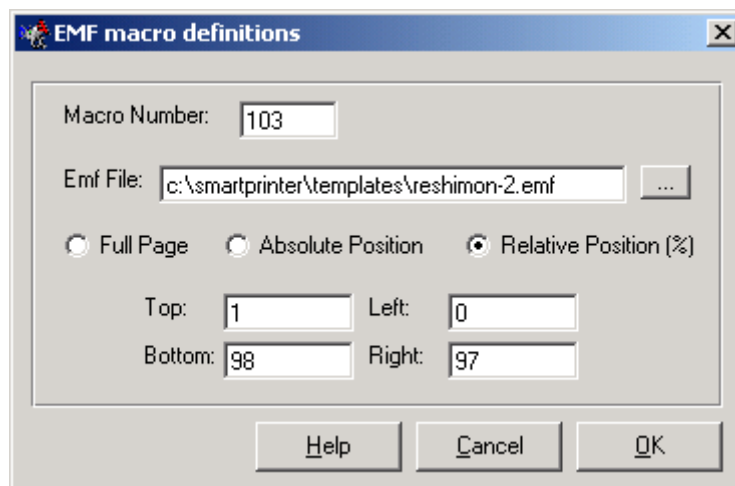 EMF macro definitions
Macro Number: 103
Emf File: c:\smartprinter\templates\reshimon-2.emf ...
Full Page Absolute Position Relative Position (%)
Top: 1 Left: 0
Bottom: 98 Right: 97
Help Cancel OK